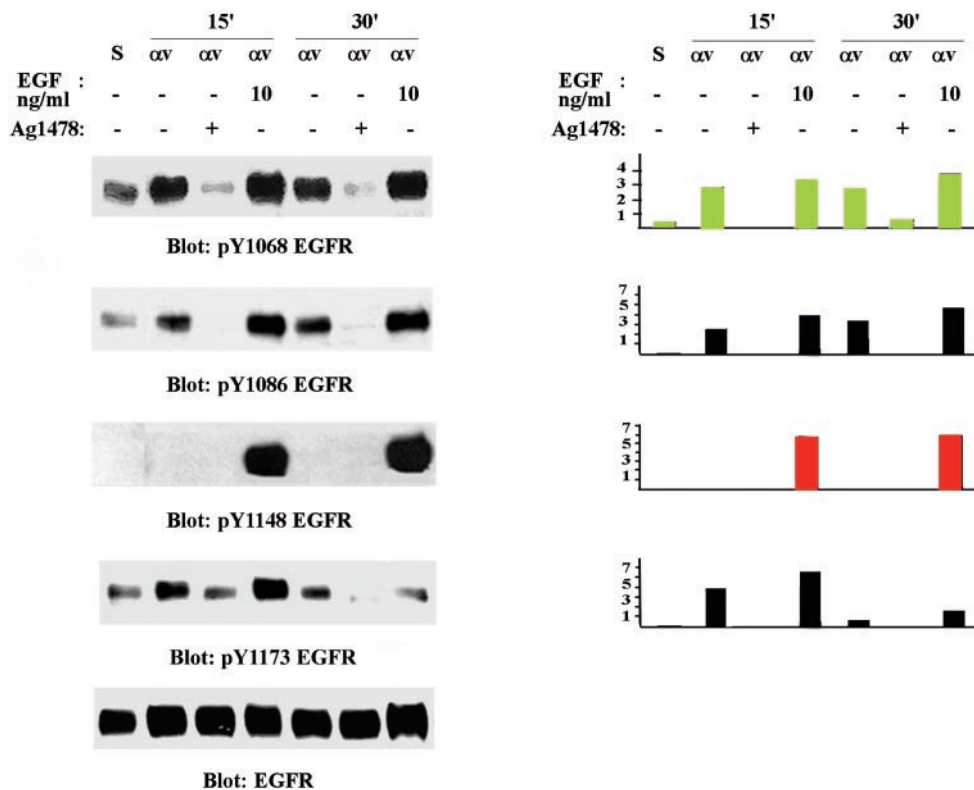 15' 30'
S αv αv αv αv αv αv
EGF :
ng/ml - - - 10 - - 10
Ag1478: - - + - - + -
Blot: pY1068 EGFR
Blot: pY1086 EGFR
Blot: pY1148 EGFR
Blot: pY1173 EGFR
Blot: EGFR
15' 30'
S αv αv αv αv αv αv
EGF :
ng/ml - - - 10 - - 10
Ag1478: - - + - - + -
4
3
2
1
7
5
3
1
7
5
3
1
7
5
3
1